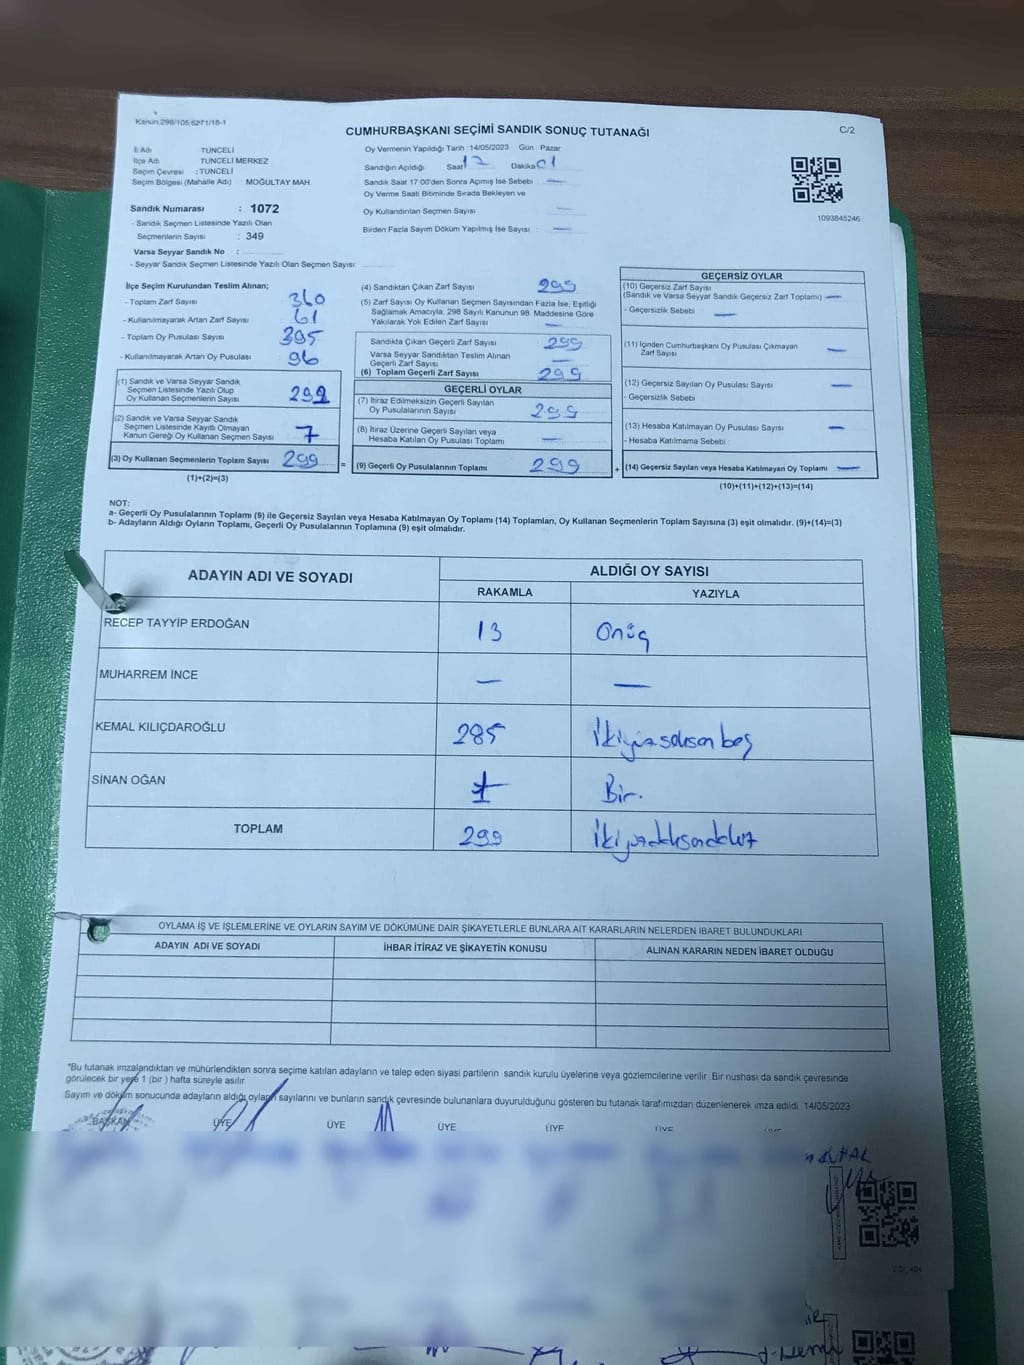 Kanun,298/105,6271/18-1
CUMHURBAŞKANI SEÇİMİ SANDIK SONUÇ TUTANAĞI
C/2
İl Adı TUNCELİ
İlçe Adı TUNCELİ MERKEZ
Seçim Çevresi : TUNCELİ
Seçim Bölgesi (Mahalle Adı) MOĞULTAY MAH.
Sandık Numarası : 1072
- Sandık Seçmen Listesinde Yazılı Olan
Seçmenlerin Sayısı : 349
Varsa Seyyar Sandık No :
- Seyyar Sandık Seçmen Listesinde Yazılı Olan Seçmen Sayısı:
Oy Vermenin Yapıldığı Tarih :14/05/2023 Gün : Pazar
Sandığın Açıldığı Saat 17 Dakika 01
Sandık Saat 17:00'den Sonra Açımış İse Sebebi —
Oy Verme Saati Bitiminde Sırada Bekleyen ve
Oy Kullandırılan Seçmen Sayısı —
Birden Fazla Sayım Döküm Yapılmış İse Sayısı —
1093845246
İlçe Seçim Kurulundan Teslim Alınan;
- Toplam Zarf Sayısı 360
- Kullanılmayarak Artan Zarf Sayısı 61
- Toplam Oy Pusulası Sayısı 395
- Kullanılmayarak Artan Oy Pusulası 96
(1) Sandık ve Varsa Seyyar Sandık
Seçmen Listesinde Yazılı Olup
Oy Kullanan Seçmenlerin Sayısı 292
(2) Sandık ve Varsa Seyyar Sandık
Seçmen Listesinde Kayıtlı Olmayan
Kanun Gereği Oy Kullanan Seçmen Sayısı 7
(3) Oy Kullanan Seçmenlerin Toplam Sayısı 299 =
(1)+(2)=(3)
(4) Sandıktan Çıkan Zarf Sayısı 299
(5) Zarf Sayısı Oy Kullanan Seçmen Sayısından Fazla İse, Eşitliği
Sağlamak Amacıyla, 298 Sayılı Kanunun 98. Maddesine Göre
Yakılarak Yok Edilen Zarf Sayısı —
Sandıkta Çıkan Geçerli Zarf Sayısı 299
Varsa Seyyar Sandıktan Teslim Alınan
Geçerli Zarf Sayısı —
(6) Toplam Geçerli Zarf Sayısı 299
GEÇERLİ OYLAR
(7) İtiraz Edilmeksizin Geçerli Sayılan
Oy Pusulalarının Sayısı 299
(8) İtiraz Üzerine Geçerli Sayılan veya
Hesaba Katılan Oy Pusulası Toplamı —
(9) Geçerli Oy Pusulalarının Toplamı 299 +
GEÇERSİZ OYLAR
(10) Geçersiz Zarf Sayısı
(Sandık ve Varsa Seyyar Sandık Geçersiz Zarf Toplamı) —
- Geçersizlik Sebebi —
(11) İçinden Cumhurbaşkanı Oy Pusulası Çıkmayan
Zarf Sayısı —
(12) Geçersiz Sayılan Oy Pusulası Sayısı —
- Geçersizlik Sebebi
(13) Hesaba Katılmayan Oy Pusulası Sayısı —
- Hesaba Katılmama Sebebi :
(14) Geçersiz Sayılan veya Hesaba Katılmayan Oy Toplamı —
(10)+(11)+(12)+(13)=(14)
NOT:
a- Geçerli Oy Pusulalarının Toplamı (9) ile Geçersiz Sayılan veya Hesaba Katılmayan Oy Toplamı (14) Toplamları, Oy Kullanan Seçmenlerin Toplam Sayısına (3) eşit olmalıdır. (9)+(14)=(3)
b- Adayların Aldığı Oyların Toplamı, Geçerli Oy Pusulalarının Toplamına (9) eşit olmalıdır.
ADAYIN ADI VE SOYADI ALDIĞI OY SAYISI
RAKAMLA YAZIYLA
RECEP TAYYİP ERDOĞAN 13 Onüç
MUHARREM İNCE — —
KEMAL KILIÇDAROĞLU 285 İkiyüzseksen beş
SİNAN OĞAN 1 Bir.
TOPLAM 299 İkiyüzdoksandokuz
OYLAMA İŞ VE İŞLEMLERİNE VE OYLARIN SAYIM VE DÖKÜMÜNE DAİR ŞİKAYETLERLE BUNLARA AİT KARARLARIN NELERDEN İBARET BULUNDUKLARI
ADAYIN ADI VE SOYADI İHBAR İTİRAZ VE ŞİKAYETİN KONUSU ALINAN KARARIN NEDEN İBARET OLDUĞU
"Bu tutanak imzalandıktan ve mühürlendikten sonra seçime katılan adayların ve talep eden siyasi partilerin sandık kurulu üyelerine veya gözlemcilerine verilir .Bir nüshası da sandık çevresinde
görülecek bir yere 1 (bir ) hafta süreyle asılır.
Sayım ve döküm sonucunda adayların aldığı oyların sayılarını ve bunların sandık çevresinde bulunanlara duyurulduğunu gösteren bu tutanak tarafımızdan düzenlenerek imza edildi 14/05/2023
BAŞKAN ÜYE ÜYE ÜYE ÜYE ÜYE